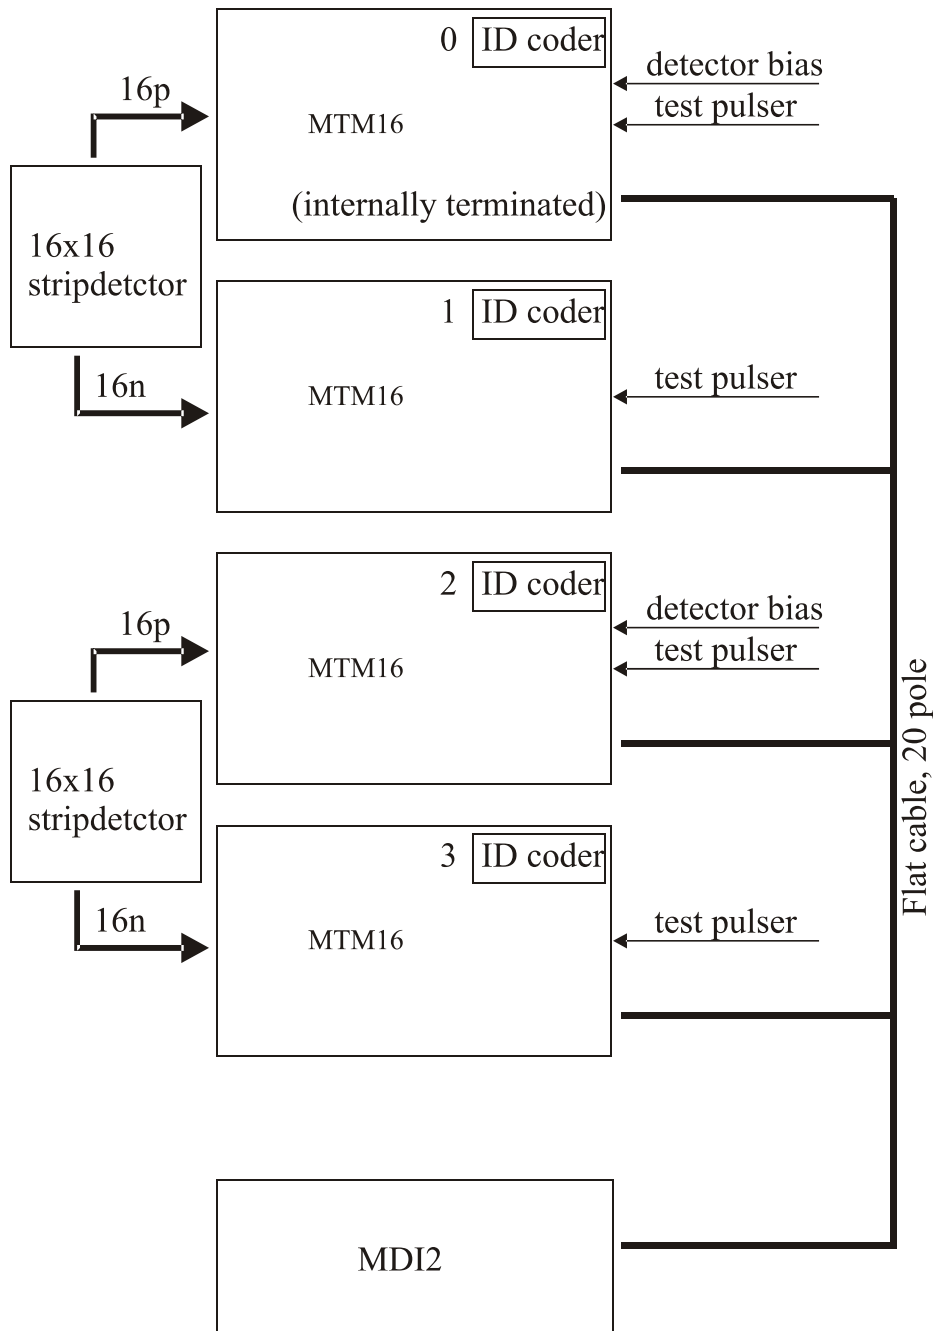 0 ID coder
detector bias
16p
test pulser
MTM16
(internally terminated)
16x16
stripdetctor
1 ID coder
16n
test pulser
MTM16
2 ID coder
detector bias
16p
test pulser
MTM16
Flat cable, 20 pole
16x16
stripdetctor
3 ID coder
16n
test pulser
MTM16
MDI2